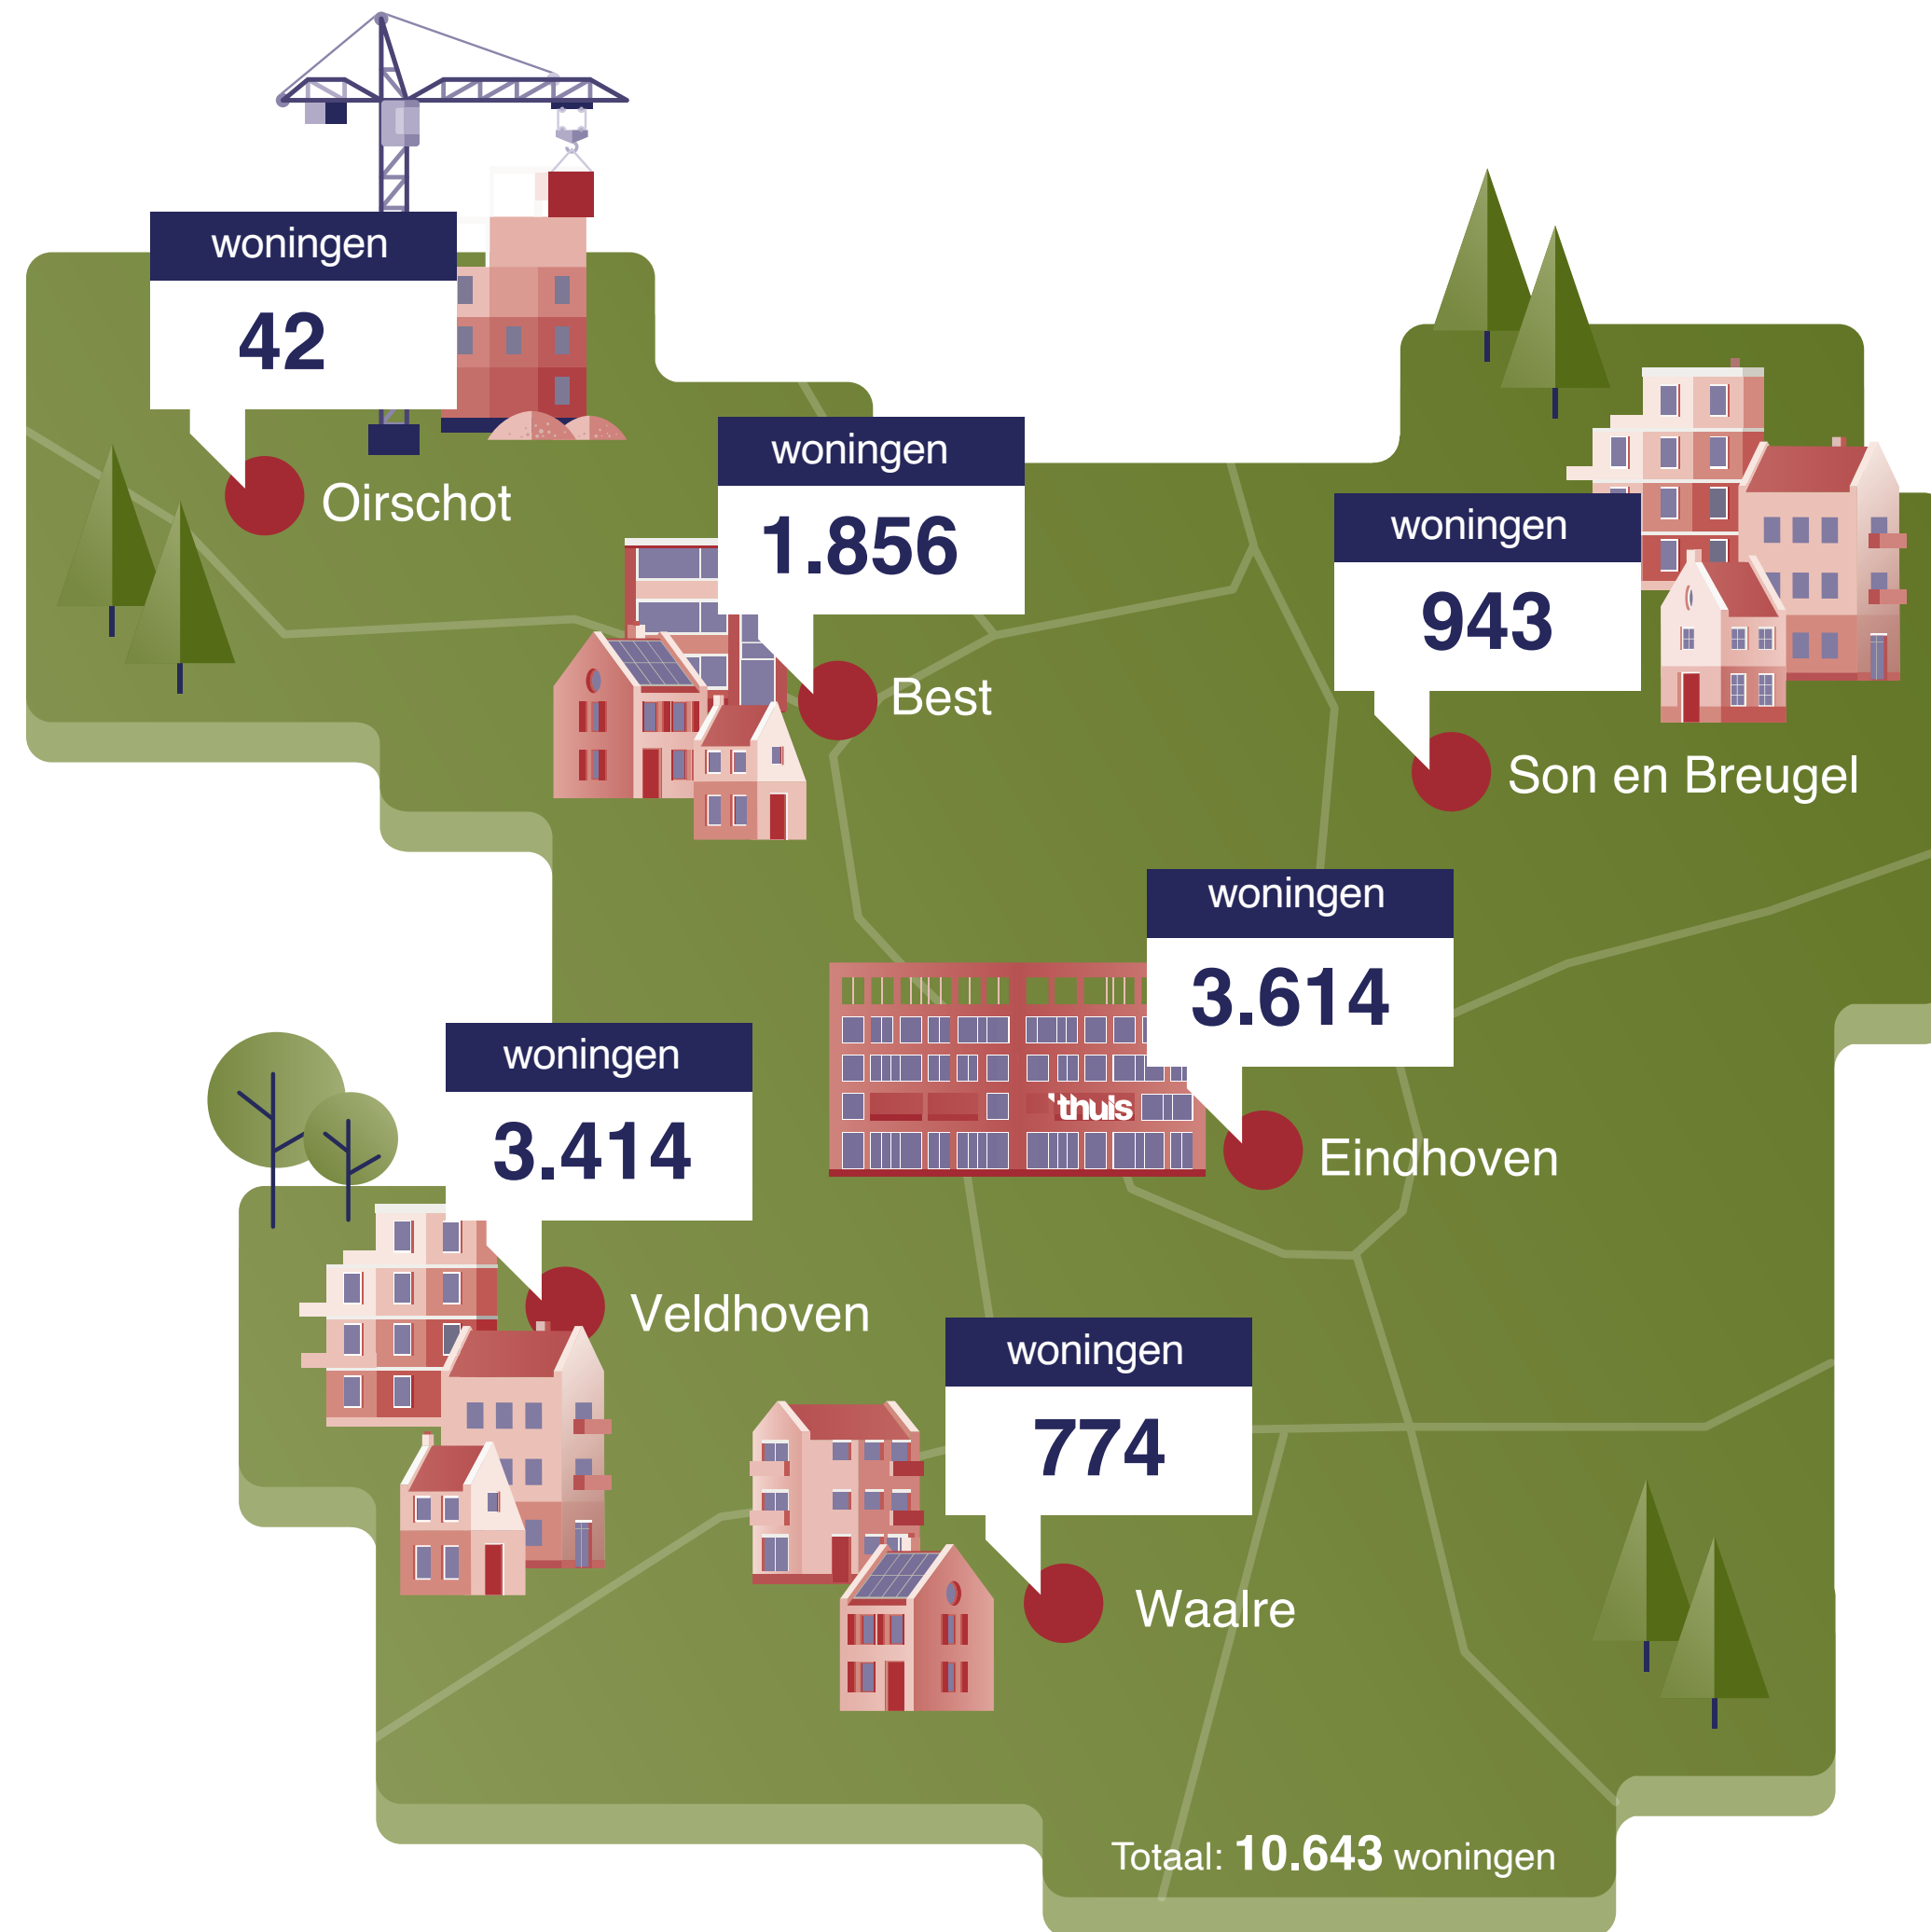 woningen
42
Oirschot
woningen
1.856
Best
woningen
943
Son en Breugel
woningen
3.614
'thuis
Eindhoven
woningen
3.414
Veldhoven
woningen
774
Waalre
Totaal: 10.643 woningen